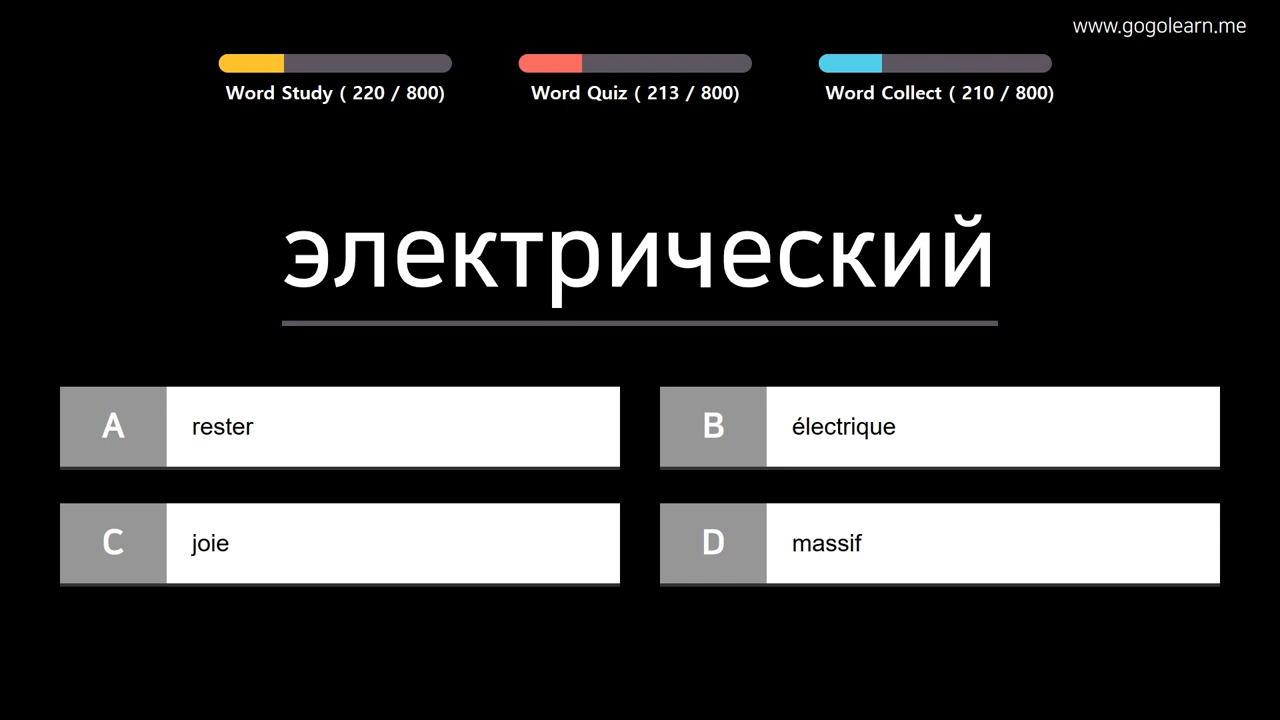 www.gogolearn.me
Word Study ( 220 / 800)
Word Quiz ( 213 / 800)
Word Collect ( 210 / 800)
электрический
A rester
B électrique
C joie
D massif